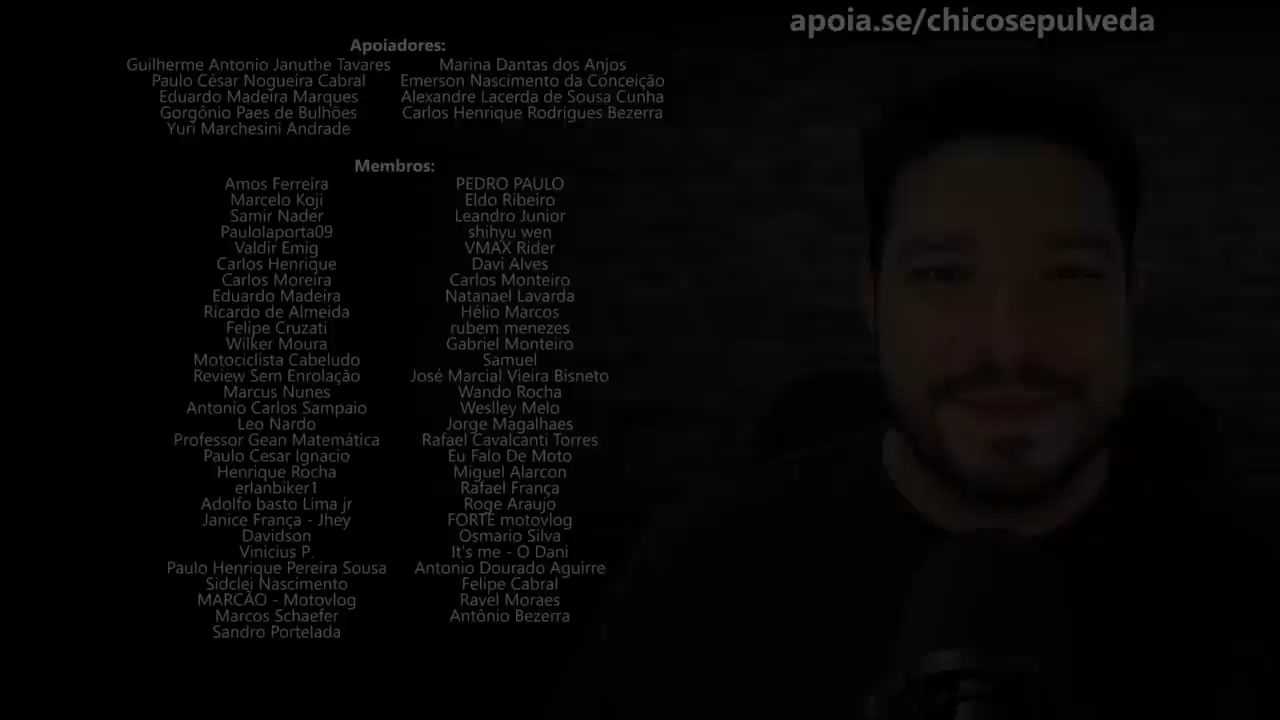 apoia.se/chicosepulveda
Apoiadores:
Guilherme Antonio Januthe Tavares
Paulo César Nogueira Cabral
Eduardo Madeira Marques
Gorgônio Paes de Bulhões
Yuri Marchesini Andrade
Marina Dantas dos Anjos
Emerson Nascimento da Conceição
Alexandre Lacerda de Sousa Cunha
Carlos Henrique Rodrigues Bezerra
Membros:
Amos Ferreira
Marcelo Koji
Samir Nader
Paulolaporta09
Valdir Emig
Carlos Henrique
Carlos Moreira
Eduardo Madeira
Ricardo de Almeida
Felipe Cruzati
Wilker Moura
Motociclista Cabeludo
Review Sem Enrolação
Marcus Nunes
Antonio Carlos Sampaio
Leo Nardo
Professor Gean Matemática
Paulo Cesar Ignacio
Henrique Rocha
erlanbiker1
Adolfo basto Lima jr
Janice França - Jhey
Davidson
Vinícius P.
Paulo Henrique Pereira Sousa
Sidclei Nascimento
MARCÃO - Motovlog
Marcos Schaefer
Sandro Portelada
PEDRO PAULO
Eldo Ribeiro
Leandro Junior
shihyu wen
VMAX Rider
Davi Alves
Carlos Monteiro
Natanael Lavarda
Hélio Marcos
rubem menezes
Gabriel Monteiro
Samuel
José Marcial Vieira Bisneto
Wando Rocha
Weslley Melo
Jorge Magalhaes
Rafael Cavalcanti Torres
Eu Falo De Moto
Miguel Alarcon
Rafael França
Roge Araujo
FORTE motovlog
Osmario Silva
It's me - O Dani
Antonio Dourado Aguirre
Felipe Cabral
Ravel Moraes
Antônio Bezerra